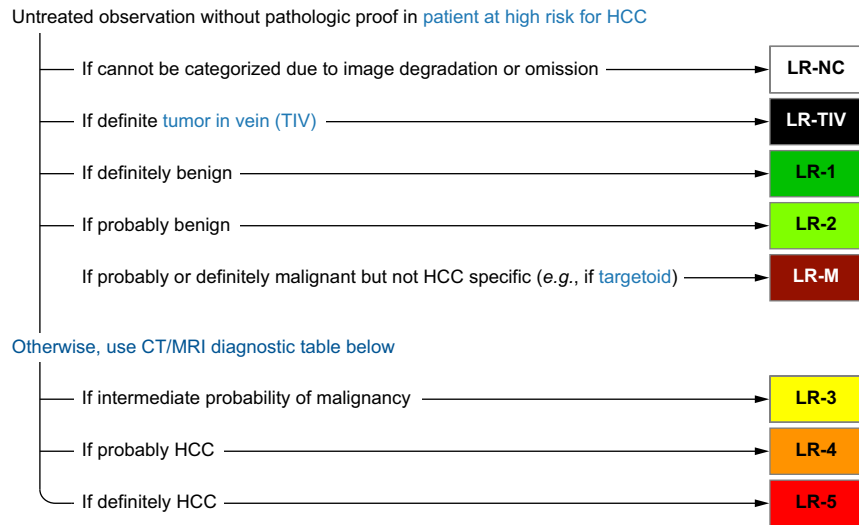 Untreated observation without pathologic proof in patient at high risk for HCC
If cannot be categorized due to image degradation or omission LR-NC
If definite tumor in vein (TIV) LR-TIV
If definitely benign LR-1
If probably benign LR-2
If probably or definitely malignant but not HCC specific (e.g., if targetoid) LR-M
Otherwise, use CT/MRI diagnostic table below
If intermediate probability of malignancy LR-3
If probably HCC LR-4
If definitely HCC LR-5